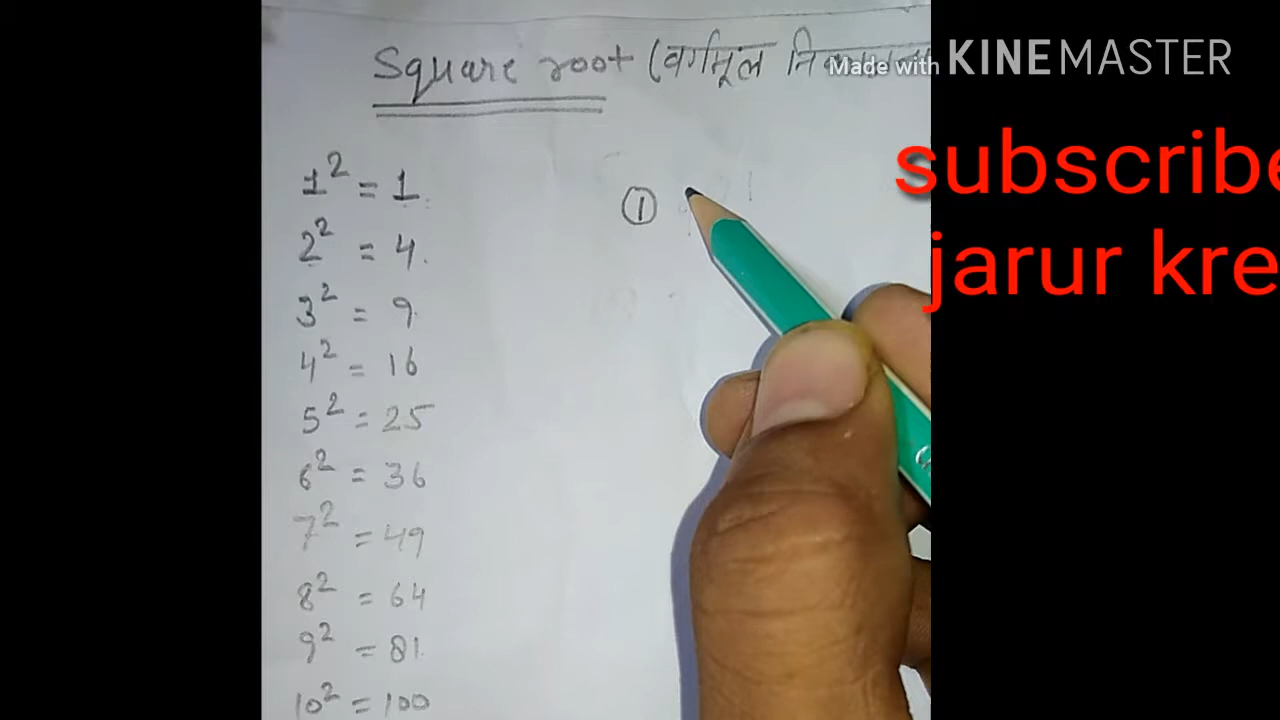 Square root (वर्गमूल
Made with KINEMASTER
subscribe
jarur kre
1² = 1
①
2² = 4
3² = 9
4² = 16
5² = 25
6² = 36
7² = 49
8² = 64
9² = 81
10² = 100